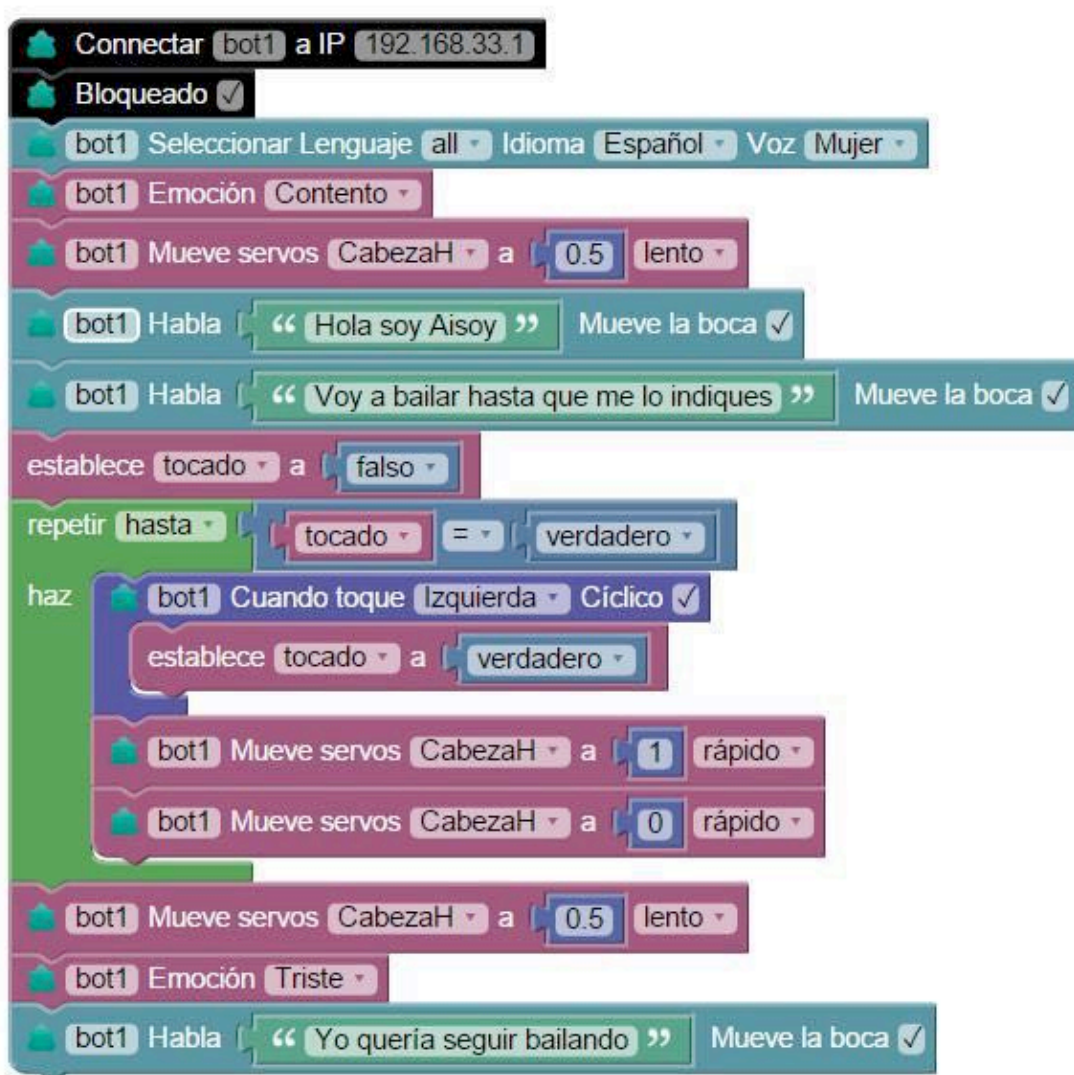 Connectar bot1 a IP 192.168.33.1
Bloqueado
bot1 Seleccionar Lenguaje all Idioma Español Voz Mujer
bot1 Emoción Contento
bot1 Mueve servos CabezaH a 0.5 lento
bot1 Habla “ Hola soy Aisoy ” Mueve la boca
bot1 Habla “ Voy a bailar hasta que me lo indiques ” Mueve la boca
establece tocado a falso
repetir hasta tocado = verdadero
haz bot1 Cuando toque Izquierda Cíclico
establece tocado a verdadero
bot1 Mueve servos CabezaH a 1 rápido
bot1 Mueve servos CabezaH a 0 rápido
bot1 Mueve servos CabezaH a 0.5 lento
bot1 Emoción Triste
bot1 Habla “ Yo quería seguir bailando ” Mueve la boca